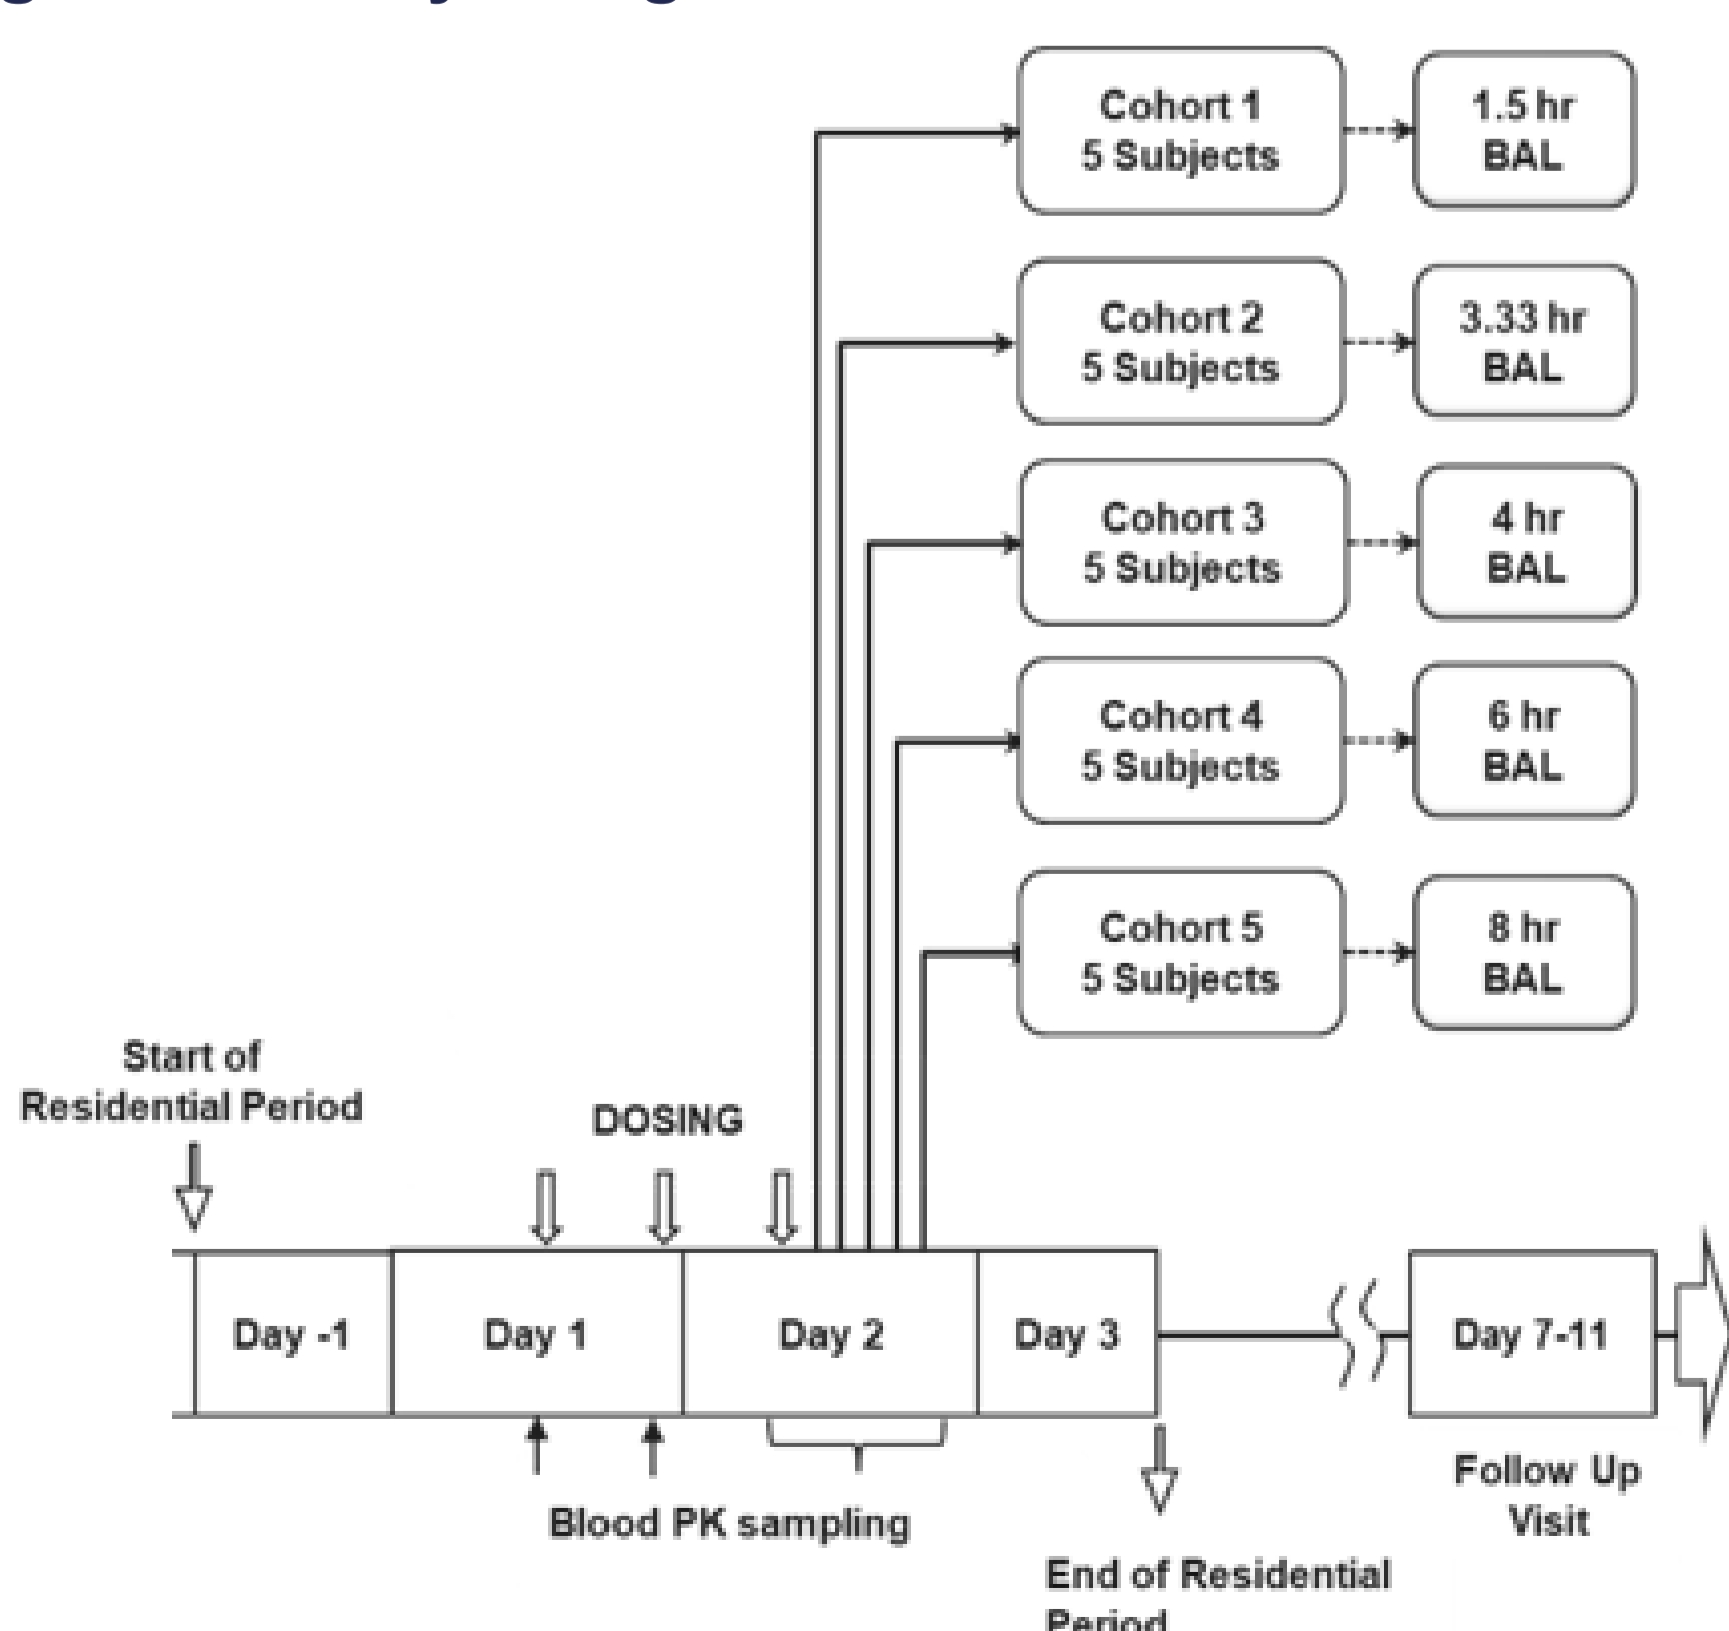 Cohort 1
5 Subjects
1.5 hr
BAL
Cohort 2
5 Subjects
3.33 hr
BAL
Cohort 3
5 Subjects
4 hr
BAL
Cohort 4
5 Subjects
6 hr
BAL
Cohort 5
5 Subjects
8 hr
BAL
Start of
Residential Period
DOSING
Day -1
Day 1
Day 2
Day 3
Day 7-11
Blood PK sampling
Follow Up
Visit
End of Residential
Period